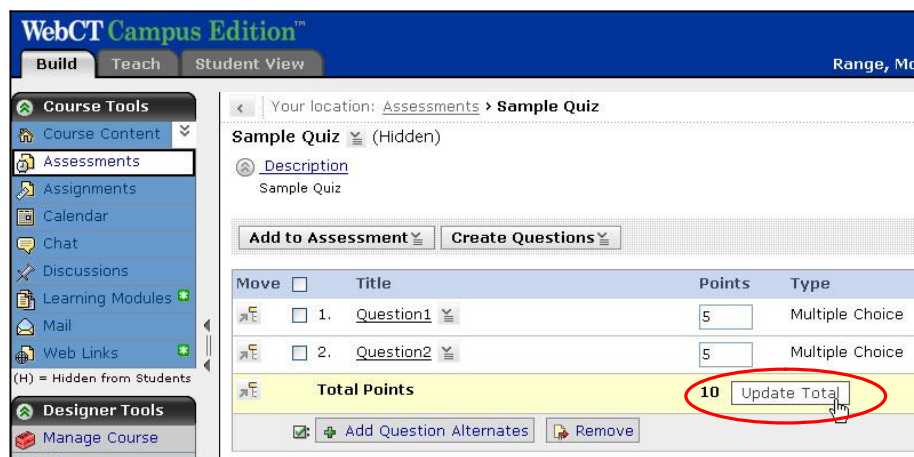 WebCT Campus Edition™
Build Teach Student View
Range, Mo
Course Tools
Course Content
Assessments
Assignments
Calendar
Chat
Discussions
Learning Modules
Mail
Web Links
(H) = Hidden from Students
Designer Tools
Manage Course
Your location: Assessments › Sample Quiz
Sample Quiz (Hidden)
Description
Sample Quiz
Add to Assessment Create Questions
Move Title Points Type
1. Question1 5 Multiple Choice
2. Question2 5 Multiple Choice
Total Points 10 Update Total
Add Question Alternates Remove